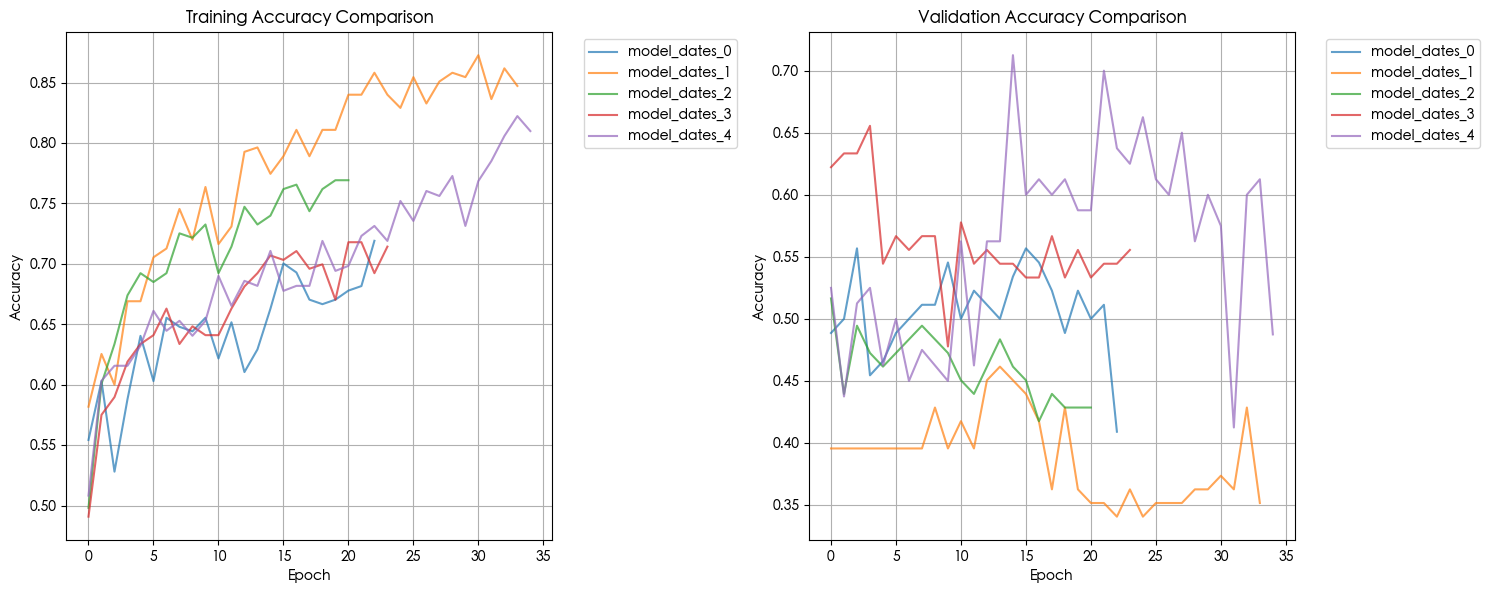 Training Accuracy Comparison
Accuracy
0.85
0.80
0.75
0.70
0.65
0.60
0.55
0.50
0 5 10 15 20 25 30 35
Epoch
model_dates_0
model_dates_1
model_dates_2
model_dates_3
model_dates_4
Validation Accuracy Comparison
Accuracy
0.70
0.65
0.60
0.55
0.50
0.45
0.40
0.35
0 5 10 15 20 25 30 35
Epoch
model_dates_0
model_dates_1
model_dates_2
model_dates_3
model_dates_4